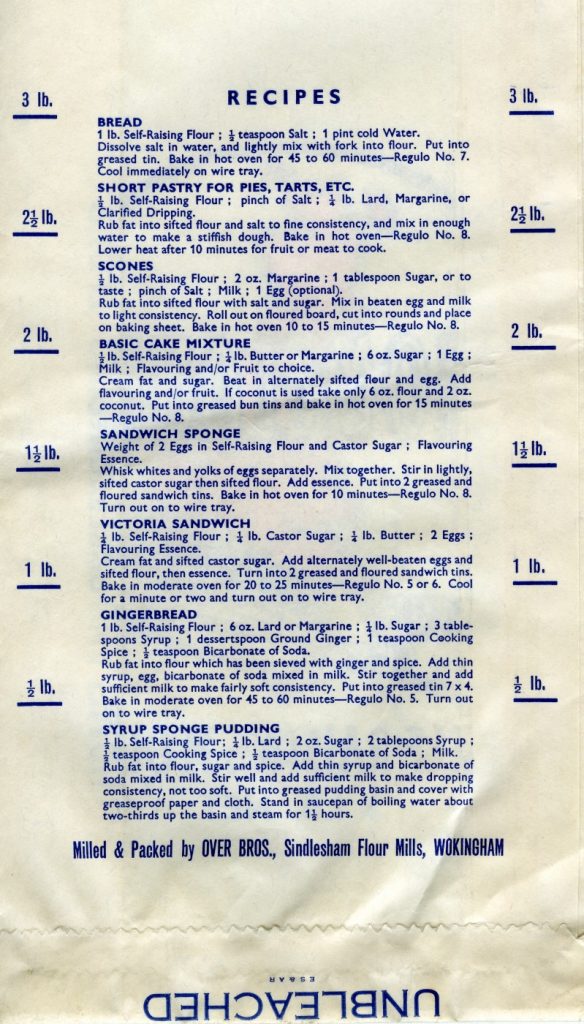 RECIPES
3 lb.
3 lb.
BREAD
1 lb. Self-Raising Flour ; ½ teaspoon Salt ; 1 pint cold Water.
Dissolve salt in water, and lightly mix with fork into flour. Put into
greased tin. Bake in hot oven for 45 to 60 minutes—Regulo No. 7.
Cool immediately on wire tray.
SHORT PASTRY FOR PIES, TARTS, ETC.
½ lb. Self-Raising Flour ; pinch of Salt ; ¼ lb. Lard, Margarine, or
Clarified Dripping.
2½ lb.
2½ lb.
Rub fat into sifted flour and salt to fine consistency, and mix in enough
water to make a stiffish dough. Bake in hot oven—Regulo No. 8.
Lower heat after 10 minutes for fruit or meat to cook.
SCONES
½ lb. Self-Raising Flour ; 2 oz. Margarine ; 1 tablespoon Sugar, or to
taste ; pinch of Salt ; Milk ; 1 Egg (optional).
Rub fat into sifted flour with salt and sugar. Mix in beaten egg and milk
to light consistency. Roll out on floured board, cut into rounds and place
on baking sheet. Bake in hot oven 10 to 15 minutes—Regulo No. 8.
2 lb.
2 lb.
BASIC CAKE MIXTURE
½ lb. Self-Raising Flour ; ¼ lb. Butter or Margarine ; 6 oz. Sugar ; 1 Egg ;
Milk ; Flavouring and/or Fruit to choice.
Cream fat and sugar. Beat in alternately sifted flour and egg. Add
flavouring and/or fruit. If coconut is used take only 6 oz. flour and 2 oz.
coconut. Put into greased bun tins and bake in hot oven for 15 minutes
—Regulo No. 8.
SANDWICH SPONGE
Weight of 2 Eggs in Self-Raising Flour and Castor Sugar ; Flavouring
Essence.
1½ lb.
1½ lb.
Whisk whites and yolks of eggs separately. Mix together. Stir in lightly,
sifted castor sugar then sifted flour. Add essence. Put into 2 greased and
floured sandwich tins. Bake in hot oven for 10 minutes—Regulo No. 8.
Turn out on to wire tray.
VICTORIA SANDWICH
¼ lb. Self-Raising Flour ; ¼ lb. Castor Sugar ; ¼ lb. Butter ; 2 Eggs ;
Flavouring Essence.
Cream fat and sifted castor sugar. Add alternately well-beaten eggs and
sifted flour, then essence. Turn into 2 greased and floured sandwich tins.
1 lb.
1 lb.
Bake in moderate oven for 20 to 25 minutes—Regulo No. 5 or 6. Cool
for a minute or two and turn out on to wire tray.
GINGERBREAD
1 lb. Self-Raising Flour ; 6 oz. Lard or Margarine ; ¼ lb. Sugar ; 3 table-
spoons Syrup ; 1 dessertspoon Ground Ginger ; 1 teaspoon Cooking
Spice ; ½ teaspoon Bicarbonate of Soda.
Rub fat into flour which has been sieved with ginger and spice. Add thin
syrup, egg, bicarbonate of soda mixed in milk. Stir together and add
sufficient milk to make fairly soft consistency. Put into greased tin 7 x 4.
½ lb.
½ lb.
Bake in moderate oven for 45 to 60 minutes—Regulo No. 5. Turn out
on to wire tray.
SYRUP SPONGE PUDDING
½ lb. Self-Raising Flour; ¼ lb. Lard ; 2 oz. Sugar ; 2 tablepoons Syrup ;
½ teaspoon Cooking Spice ; ½ teaspoon Bicarbonate of Soda ; Milk.
Rub fat into flour, sugar and spice. Add thin syrup and bicarbonate of
soda mixed in milk. Stir well and add sufficient milk to make dropping
consistency, not too soft. Put into greased pudding basin and cover with
greaseproof paper and cloth. Stand in saucepan of boiling water about
two-thirds up the basin and steam for 1½ hours.
Milled & Packed by OVER BROS., Sindlesham Flour Mills, WOKINGHAM
ES&AR
UNBLEACHED